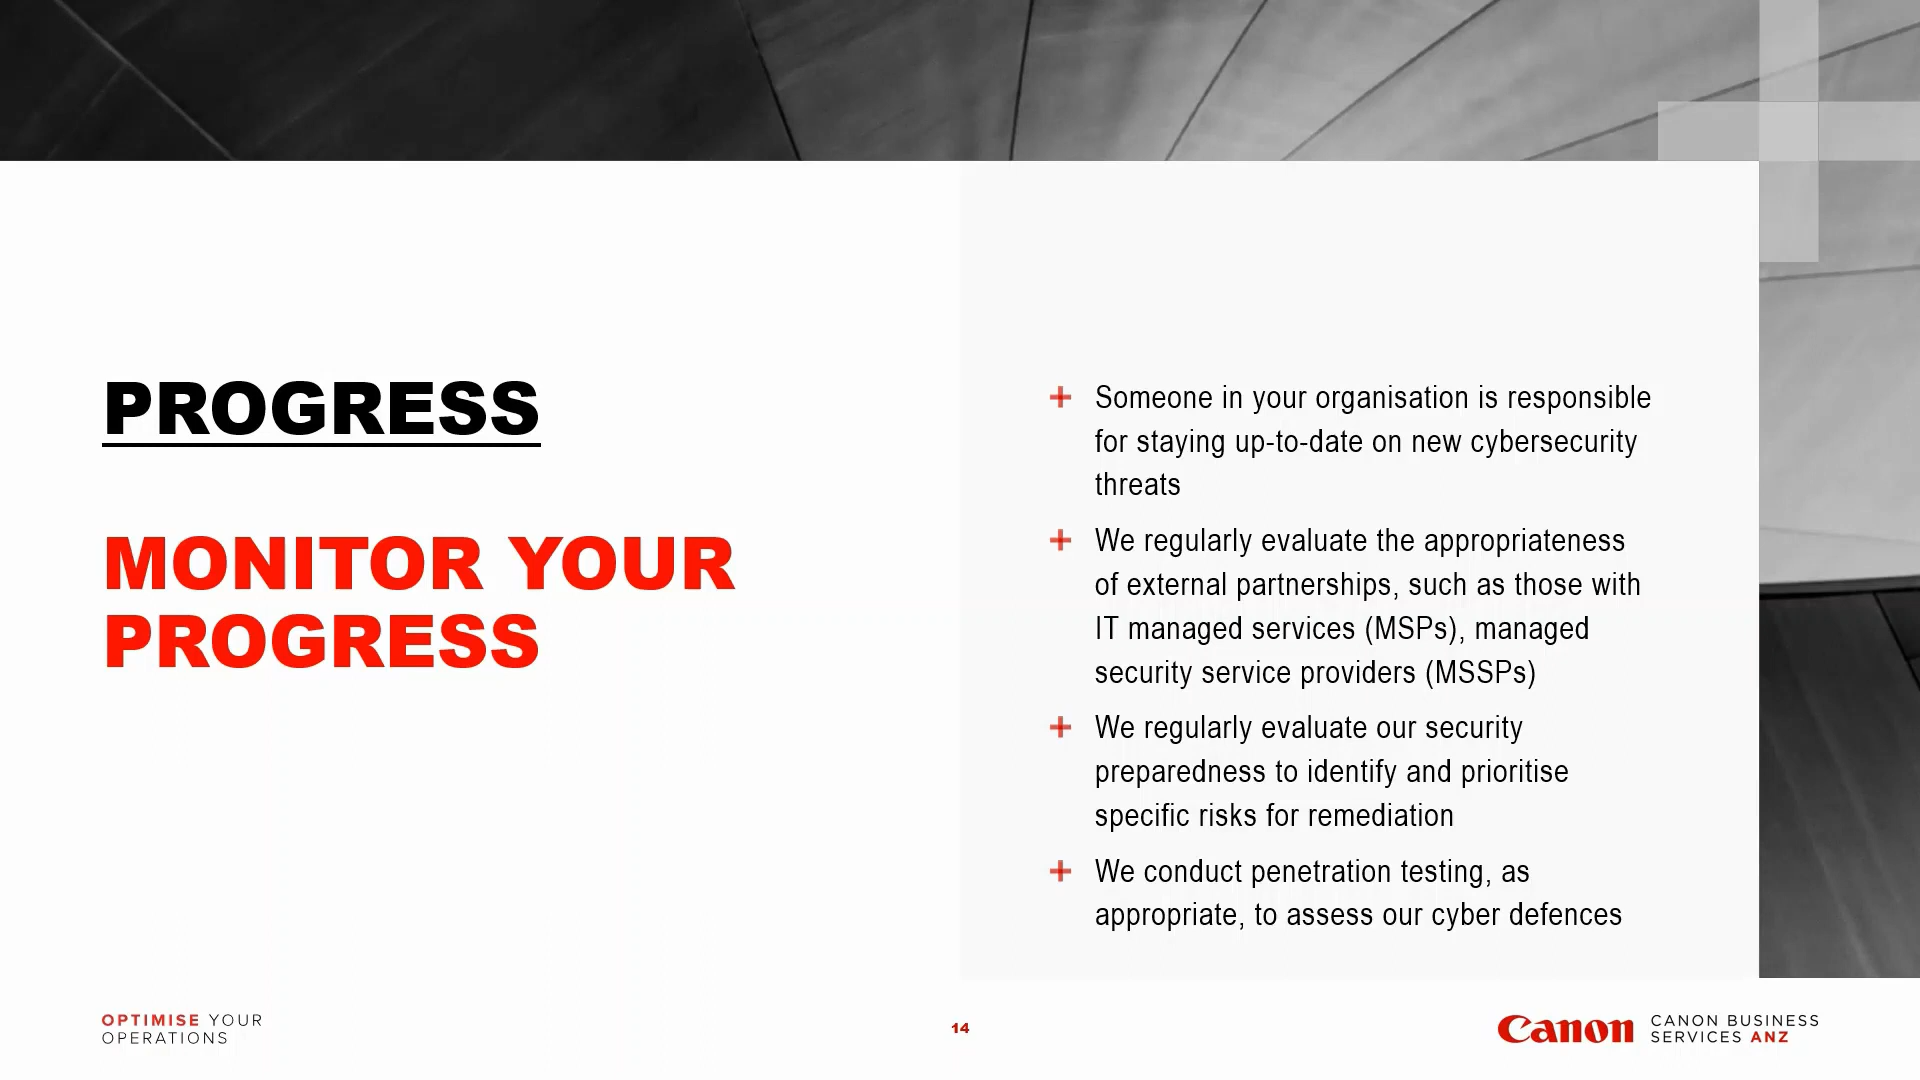 PROGRESS
MONITOR YOUR
PROGRESS
Someone in your organisation is responsible
for staying up-to-date on new cybersecurity
threats
We regularly evaluate the appropriateness
of external partnerships, such as those with
IT managed services (MSPs), managed
security service providers (MSSPs)
We regularly evaluate our security
preparedness to identify and prioritise
specific risks for remediation
We conduct penetration testing, as
appropriate, to assess our cyber defences
OPTIMISE YOUR
OPERATIONS
14
Canon
CANON BUSINESS
SERVICES ANZ